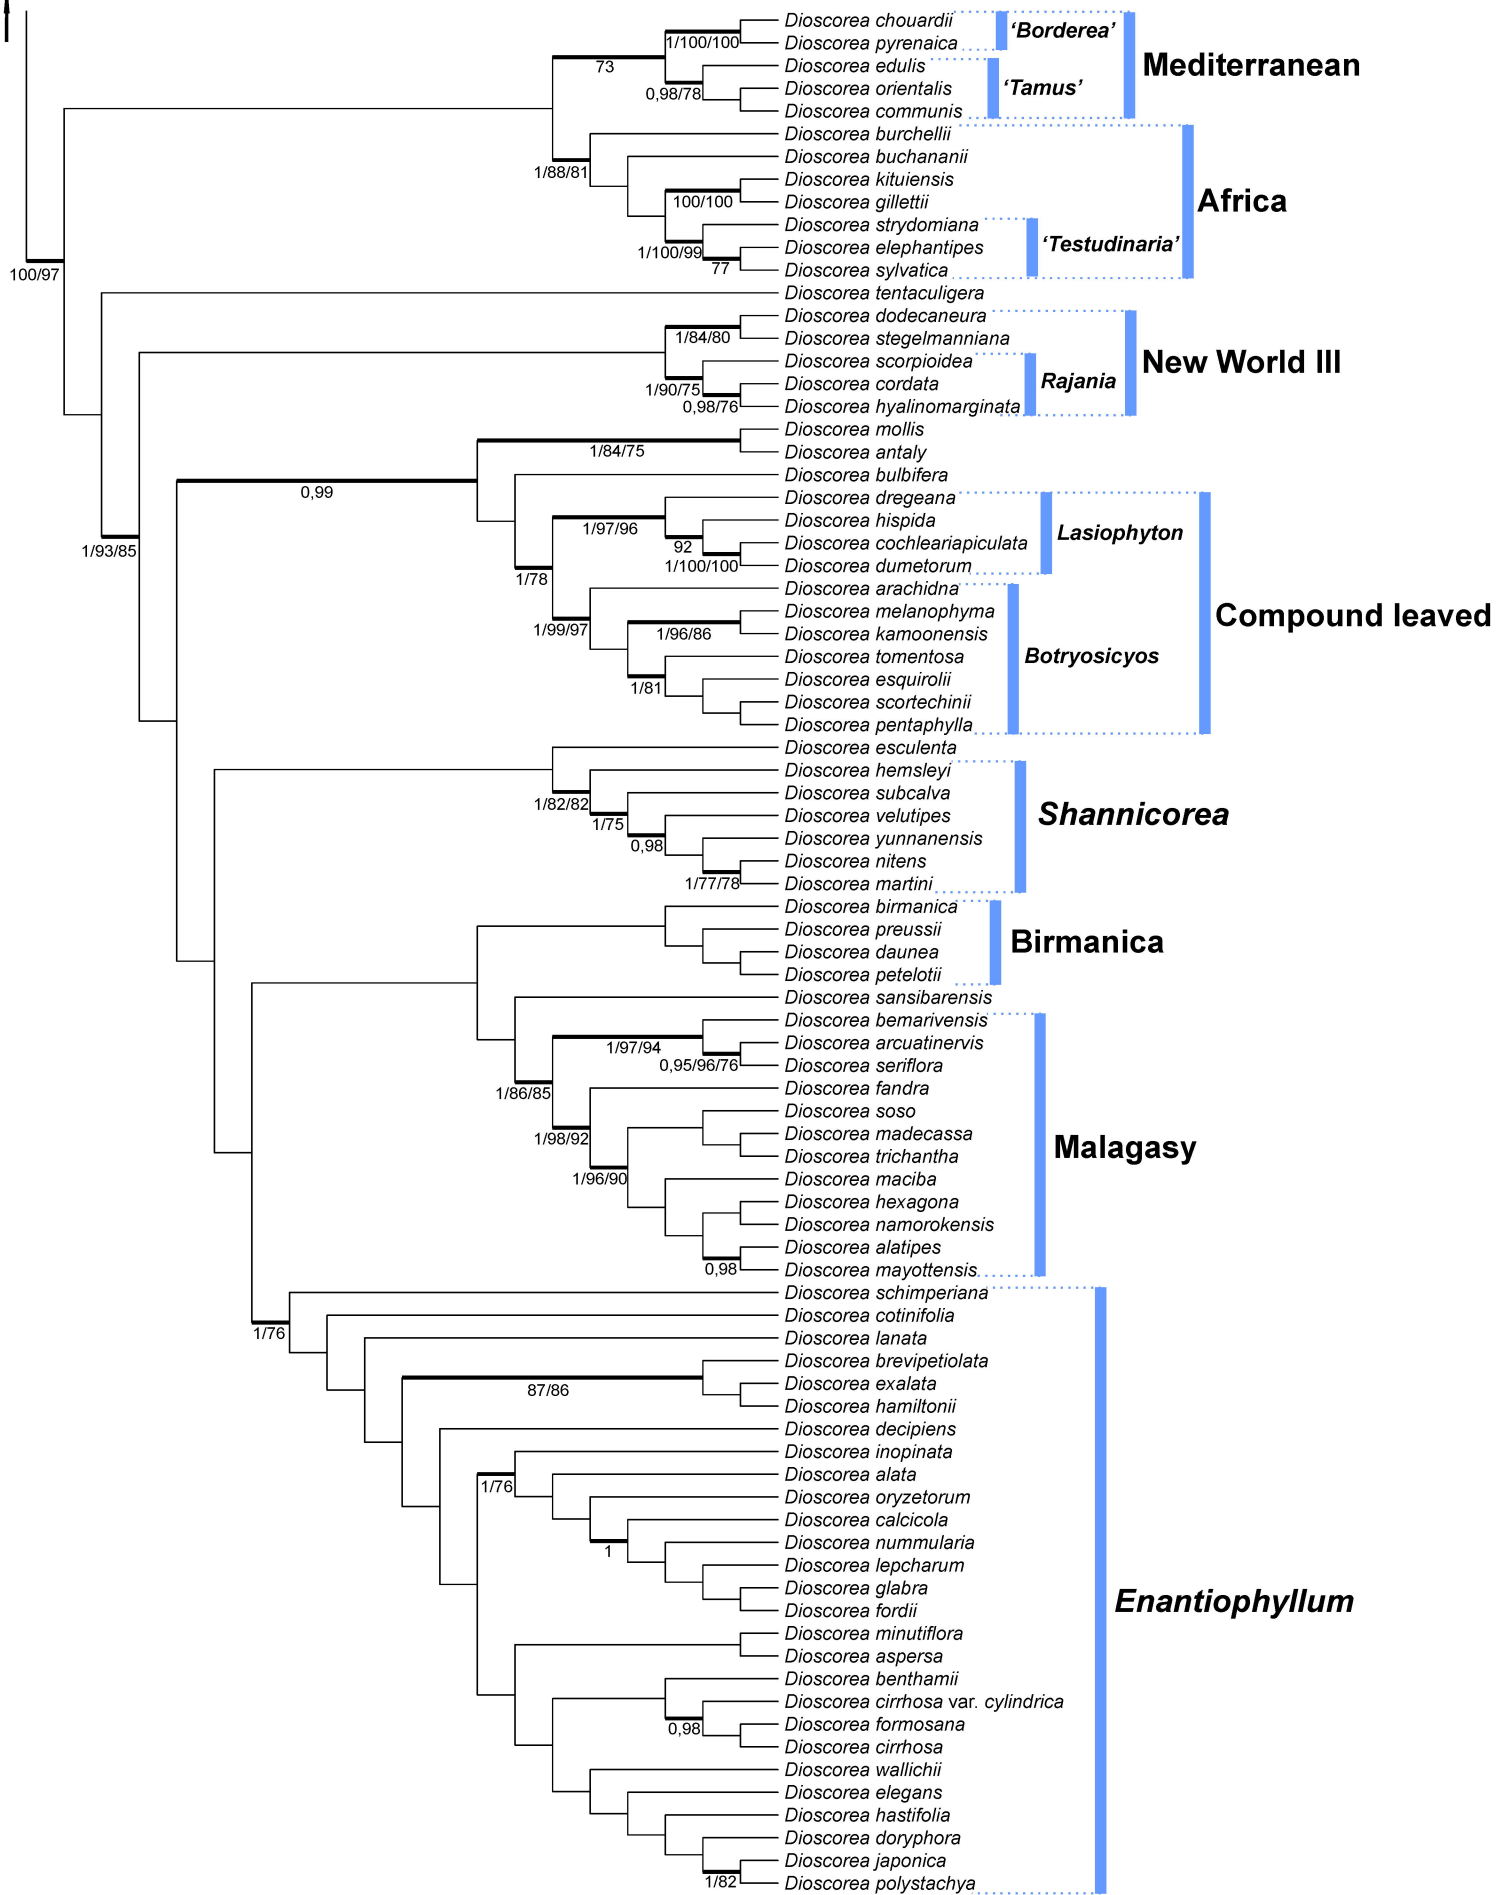 Dioscorea chouardii
Dioscorea pyrenaica
1/100/100
‘Borderea’
Mediterranean
73
Dioscorea edulis
Dioscorea orientalis
Dioscorea communis
0,98/78
‘Tamus’
Dioscorea burchellii
Dioscorea buchananii
1/88/81
Dioscorea kituiensis
Dioscorea gillettii
100/100
Africa
Dioscorea strydomiana
Dioscorea elephantipes
Dioscorea sylvatica
1/100/99
77
‘Testudinaria’
100/97
Dioscorea tentaculigera
Dioscorea dodecaneura
Dioscorea stegelmanniana
1/84/80
New World III
Dioscorea scorpioidea
Dioscorea cordata
Dioscorea hyalinomarginata
1/90/75
0,98/76
Rajania
Dioscorea mollis
Dioscorea antaly
1/84/75
Dioscorea bulbifera
0,99
Dioscorea dregeana
Dioscorea hispida
Dioscorea cochleariapiculata
Dioscorea dumetorum
1/97/96
92
1/100/100
Lasiophyton
1/93/85
1/78
Dioscorea arachidna
Dioscorea melanophyma
Dioscorea kamoonensis
1/99/97
1/96/86
Compound leaved
Dioscorea tomentosa
Dioscorea esquirolii
Dioscorea scortechinii
Dioscorea pentaphylla
1/81
Botryosicyos
Dioscorea esculenta
Dioscorea hemsleyi
Dioscorea subcalva
Dioscorea velutipes
Dioscorea yunnanensis
Dioscorea nitens
Dioscorea martini
1/82/82
1/75
0,98
1/77/78
Shannicorea
Dioscorea birmanica
Dioscorea preussii
Dioscorea daunea
Dioscorea petelotii
Birmanica
Dioscorea sansibarensis
Dioscorea bemarivensis
Dioscorea arcuatinervis
Dioscorea seriflora
1/97/94
0,95/96/76
1/86/85
Dioscorea fandra
Dioscorea soso
Dioscorea madecassa
Dioscorea trichantha
1/98/92
1/96/90
Malagasy
Dioscorea maciba
Dioscorea hexagona
Dioscorea namorokensis
Dioscorea alatipes
Dioscorea mayottensis
0,98
Dioscorea schimperiana
Dioscorea cotinifolia
1/76
Dioscorea lanata
Dioscorea brevipetiolata
Dioscorea exalata
Dioscorea hamiltonii
87/86
Dioscorea decipiens
Dioscorea inopinata
Dioscorea alata
1/76
Dioscorea oryzetorum
Dioscorea calcicola
Dioscorea nummularia
1
Dioscorea lepcharum
Dioscorea glabra
Dioscorea fordii
Enantiophyllum
Dioscorea minutiflora
Dioscorea aspersa
Dioscorea benthamii
Dioscorea cirrhosa var. cylindrica
Dioscorea formosana
Dioscorea cirrhosa
0,98
Dioscorea wallichii
Dioscorea elegans
Dioscorea hastifolia
Dioscorea doryphora
Dioscorea japonica
Dioscorea polystachya
1/82